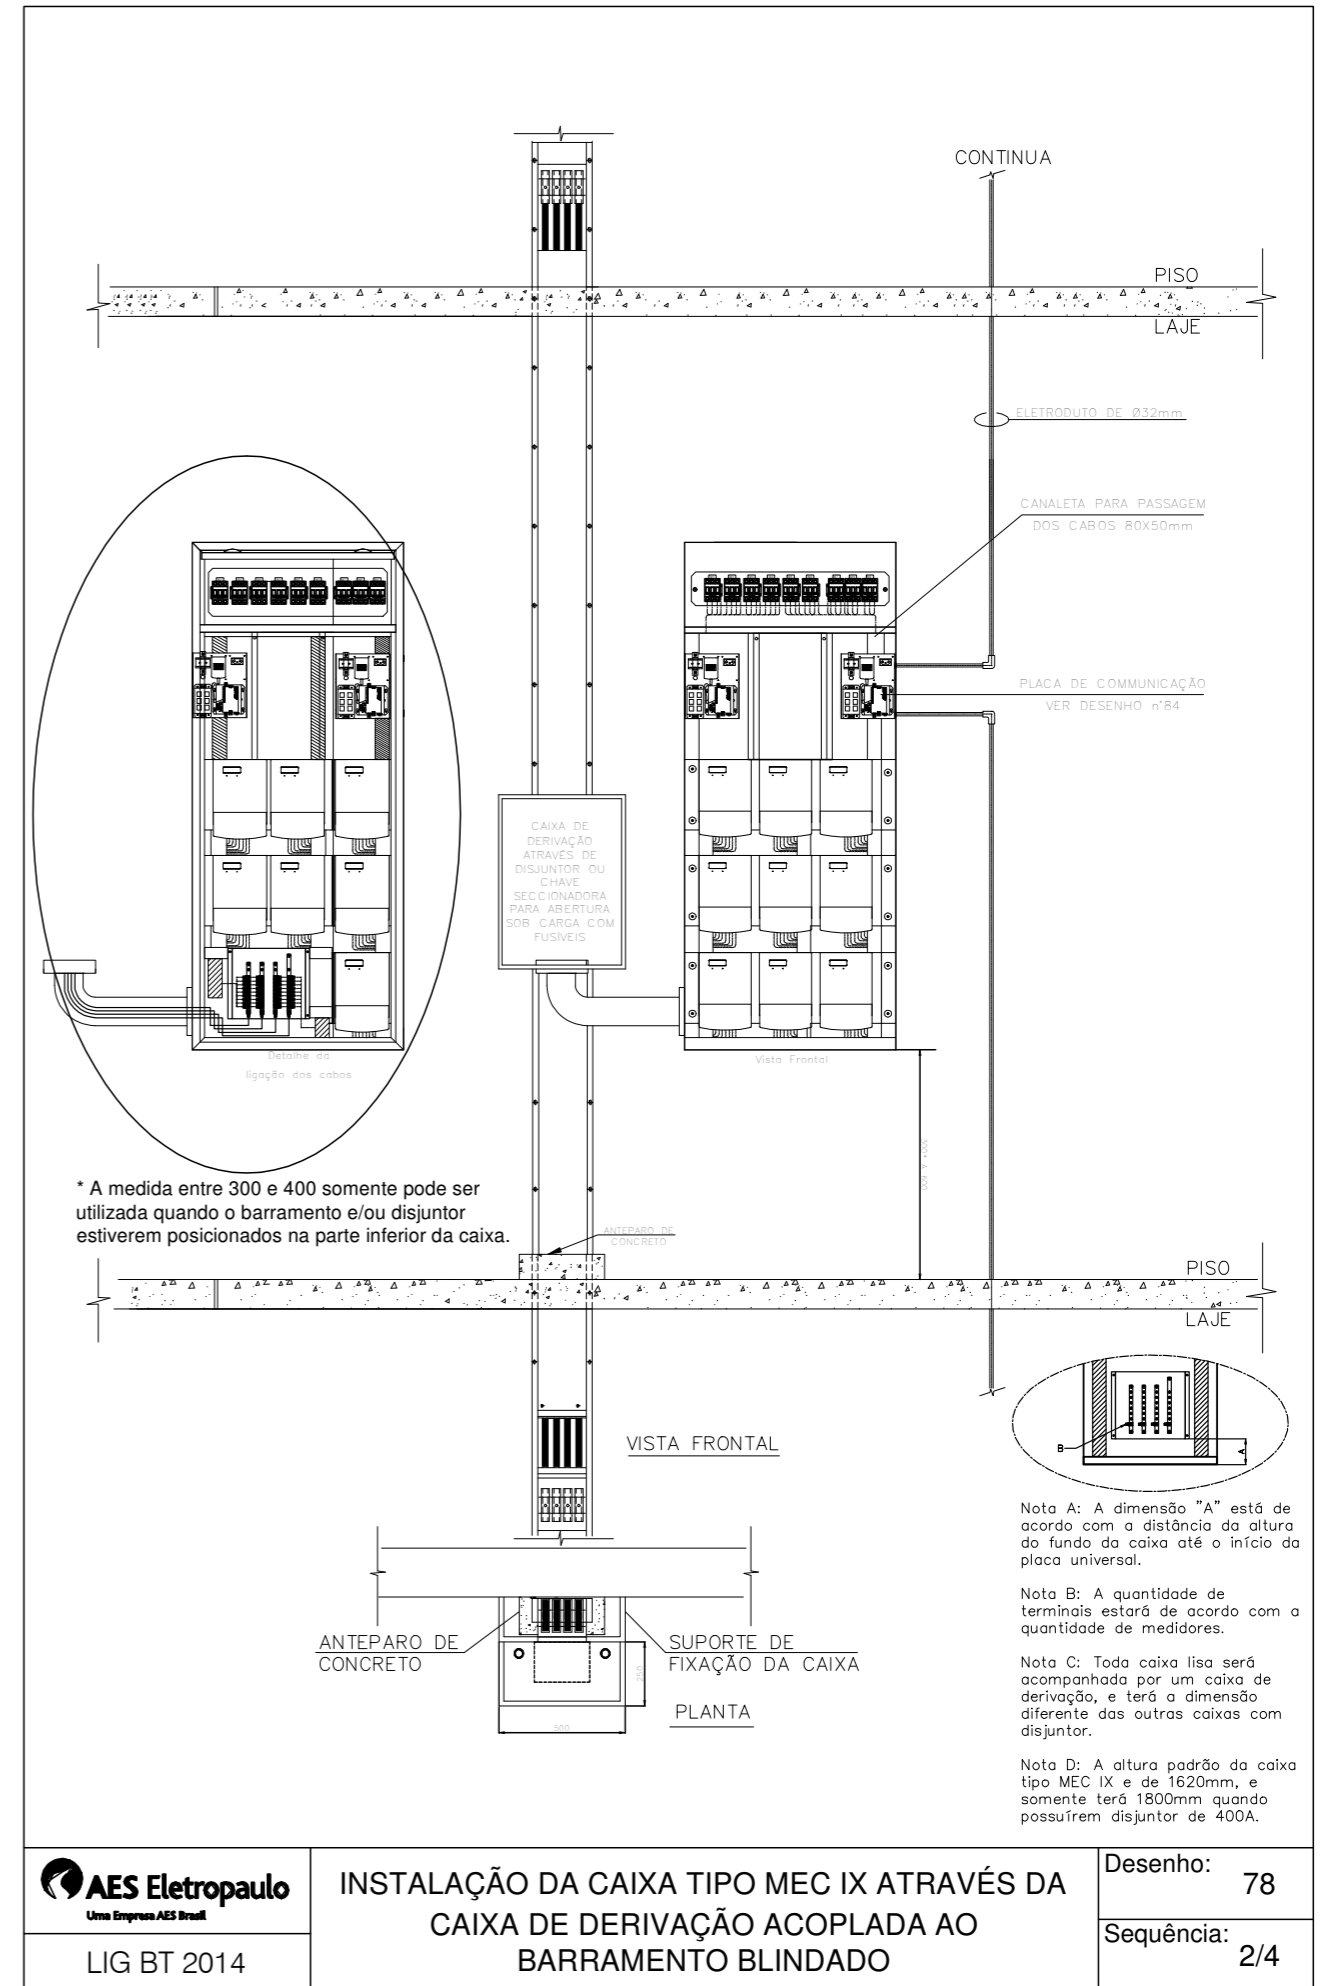 CONTINUA
PISO
LAJE
ELETRODUTO DE Ø32mm
CANALETA PARA PASSAGEM
DOS CABOS 80X50mm
PLACA DE COMMUNICAÇÃO
VER DESENHO n°84
CAIXA DE
DERIVAÇÃO
ATRAVÉS DE
DISJUNTOR OU
CHAVE
SECCIONADORA
PARA ABERTURA
SOB CARGA COM
FUSÍVEIS
Detalhe da
ligação dos cabos
Vista Frontal
300* A 600
* A medida entre 300 e 400 somente pode ser
utilizada quando o barramento e/ou disjuntor
estiverem posicionados na parte inferior da caixa.
ANTEPARO DE
CONCRETO
PISO
LAJE
B
A
VISTA FRONTAL
Nota A: A dimensão "A" está de
acordo com a distância da altura
do fundo da caixa até o início da
placa universal.
Nota B: A quantidade de
terminais estará de acordo com a
quantidade de medidores.
Nota C: Toda caixa lisa será
acompanhada por um caixa de
derivação, e terá a dimensão
diferente das outras caixas com
disjuntor.
Nota D: A altura padrão da caixa
tipo MEC IX e de 1620mm, e
somente terá 1800mm quando
possuírem disjuntor de 400A.
ANTEPARO DE
CONCRETO
SUPORTE DE
FIXAÇÃO DA CAIXA
250
500
PLANTA
AES Eletropaulo
Uma Empresa AES Brasil
LIG BT 2014
INSTALAÇÃO DA CAIXA TIPO MEC IX ATRAVÉS DA
CAIXA DE DERIVAÇÃO ACOPLADA AO
BARRAMENTO BLINDADO
Desenho: 78
Sequência: 2/4